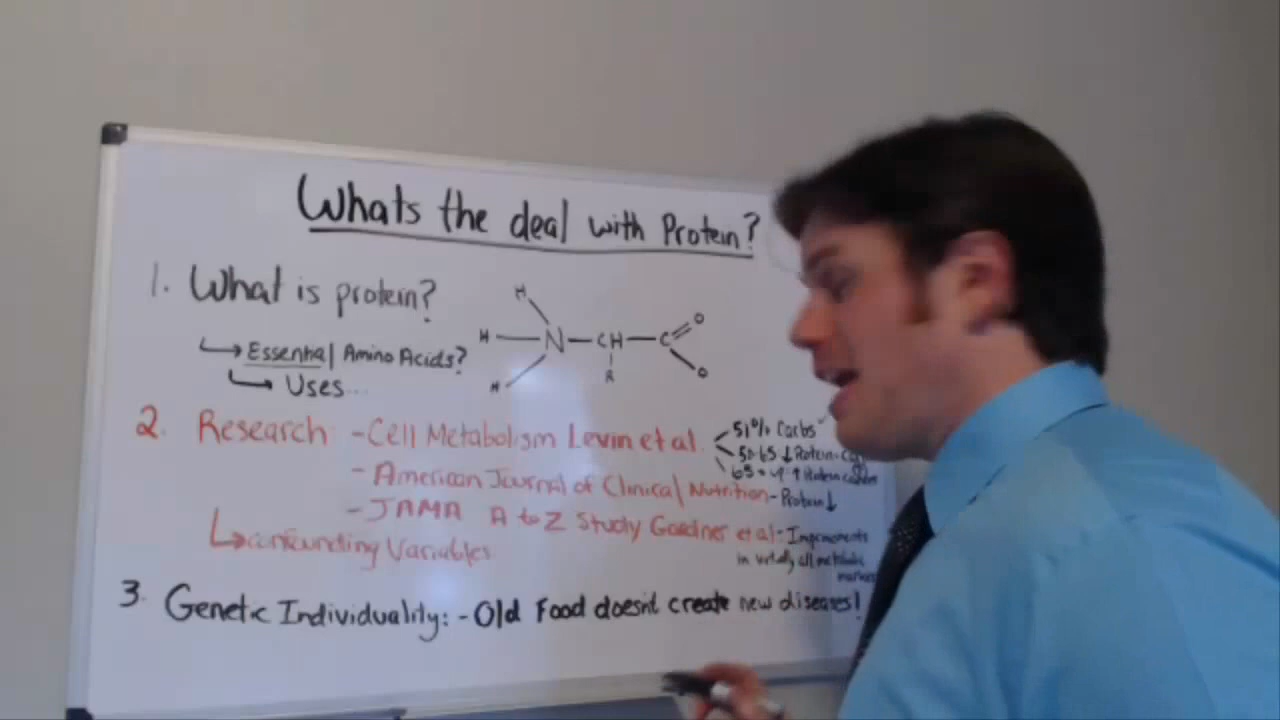 Whats the deal with Protein?
1. What is protein?
Essential Amino Acids?
Uses...
H
H
H
N
CH
R
C
O
O
2. Research - Cell Metabolism Levin et al.
51% Carbs
50-65 ↓ Protein
65+ ↑ Protein
- American Journal of Clinical Nutrition - Protein ↓
- JAMA A to Z Study Gardner et al - Improvements
in virtually all metabolic
markers
confounding Variables
3. Genetic Individuality: - Old Food doesn't create new diseases!